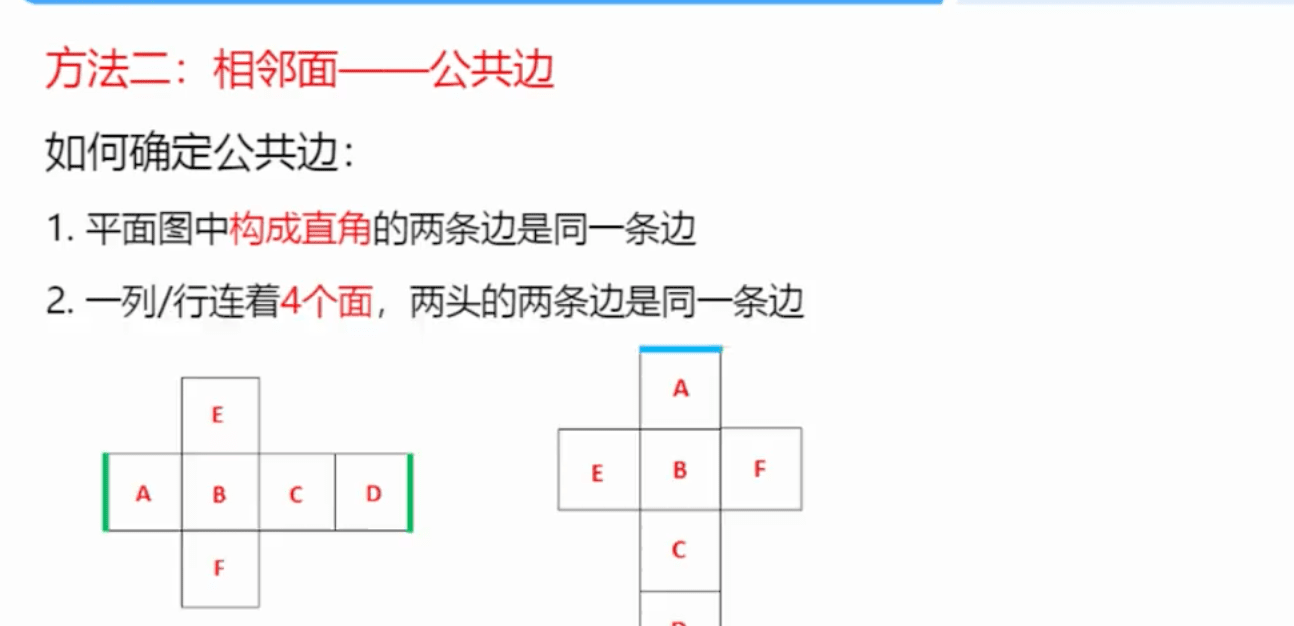 方法二：相邻面——公共边
如何确定公共边：
1. 平面图中构成直角的两条边是同一条边
2. 一列/行连着4个面，两头的两条边是同一条边
E
A B C D
F
A
E B F
C